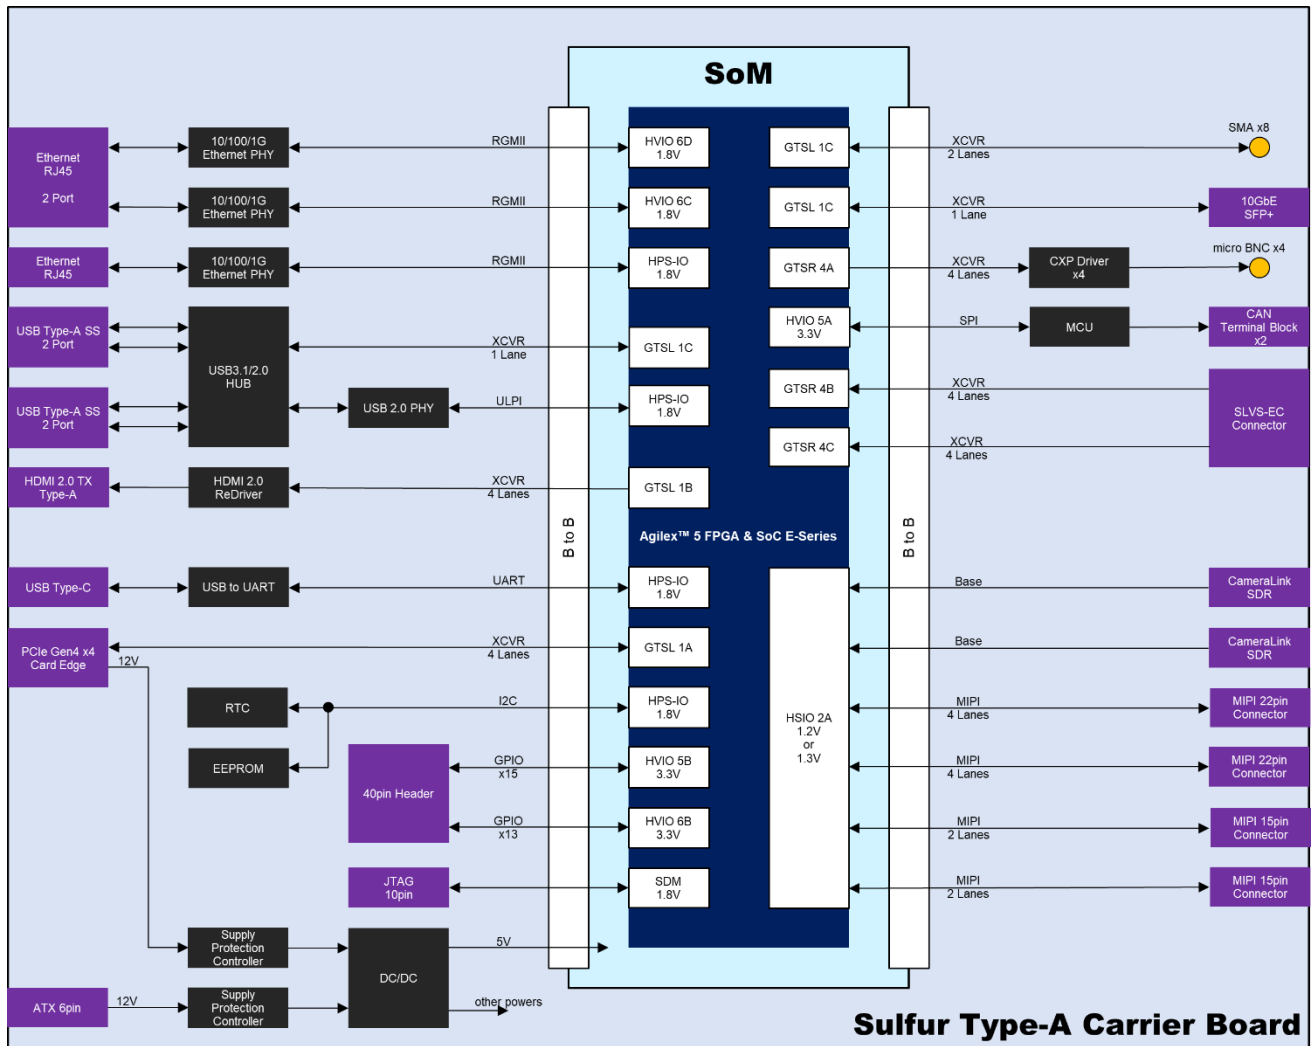 SoM
Ethernet
RJ45
2 Port
10/100/1G
Ethernet PHY
RGMII
HVIO 6D
1.8V
GTSL 1C
XCVR
2 Lanes
SMA x8
10/100/1G
Ethernet PHY
RGMII
HVIO 6C
1.8V
GTSL 1C
XCVR
1 Lane
10GbE
SFP+
Ethernet
RJ45
10/100/1G
Ethernet PHY
RGMII
HPS-IO
1.8V
GTSR 4A
XCVR
4 Lanes
CXP Driver
x4
micro BNC x4
USB Type-A SS
2 Port
USB3.1/2.0
HUB
XCVR
1 Lane
GTSL 1C
HVIO 5A
3.3V
SPI
MCU
CAN
Terminal Block
x2
USB Type-A SS
2 Port
USB 2.0 PHY
ULPI
HPS-IO
1.8V
GTSR 4B
XCVR
4 Lanes
SLVS-EC
Connector
GTSR 4C
XCVR
4 Lanes
HDMI 2.0 TX
Type-A
HDMI 2.0
ReDriver
XCVR
4 Lanes
GTSL 1B
B to B
Agilex™ 5 FPGA & SoC E-Series
B to B
USB Type-C
USB to UART
UART
HPS-IO
1.8V
Base
CameraLink
SDR
PCIe Gen4 x4
Card Edge
12V
XCVR
4 Lanes
GTSL 1A
Base
CameraLink
SDR
RTC
I2C
HPS-IO
1.8V
HSIO 2A
1.2V
or
1.3V
MIPI
4 Lanes
MIPI 22pin
Connector
EEPROM
40pin Header
GPIO
x15
HVIO 5B
3.3V
MIPI
4 Lanes
MIPI 22pin
Connector
GPIO
x13
HVIO 6B
3.3V
MIPI
2 Lanes
MIPI 15pin
Connector
JTAG
10pin
SDM
1.8V
MIPI
2 Lanes
MIPI 15pin
Connector
Supply
Protection
Controller
DC/DC
5V
ATX 6pin
12V
Supply
Protection
Controller
other powers
Sulfur Type-A Carrier Board